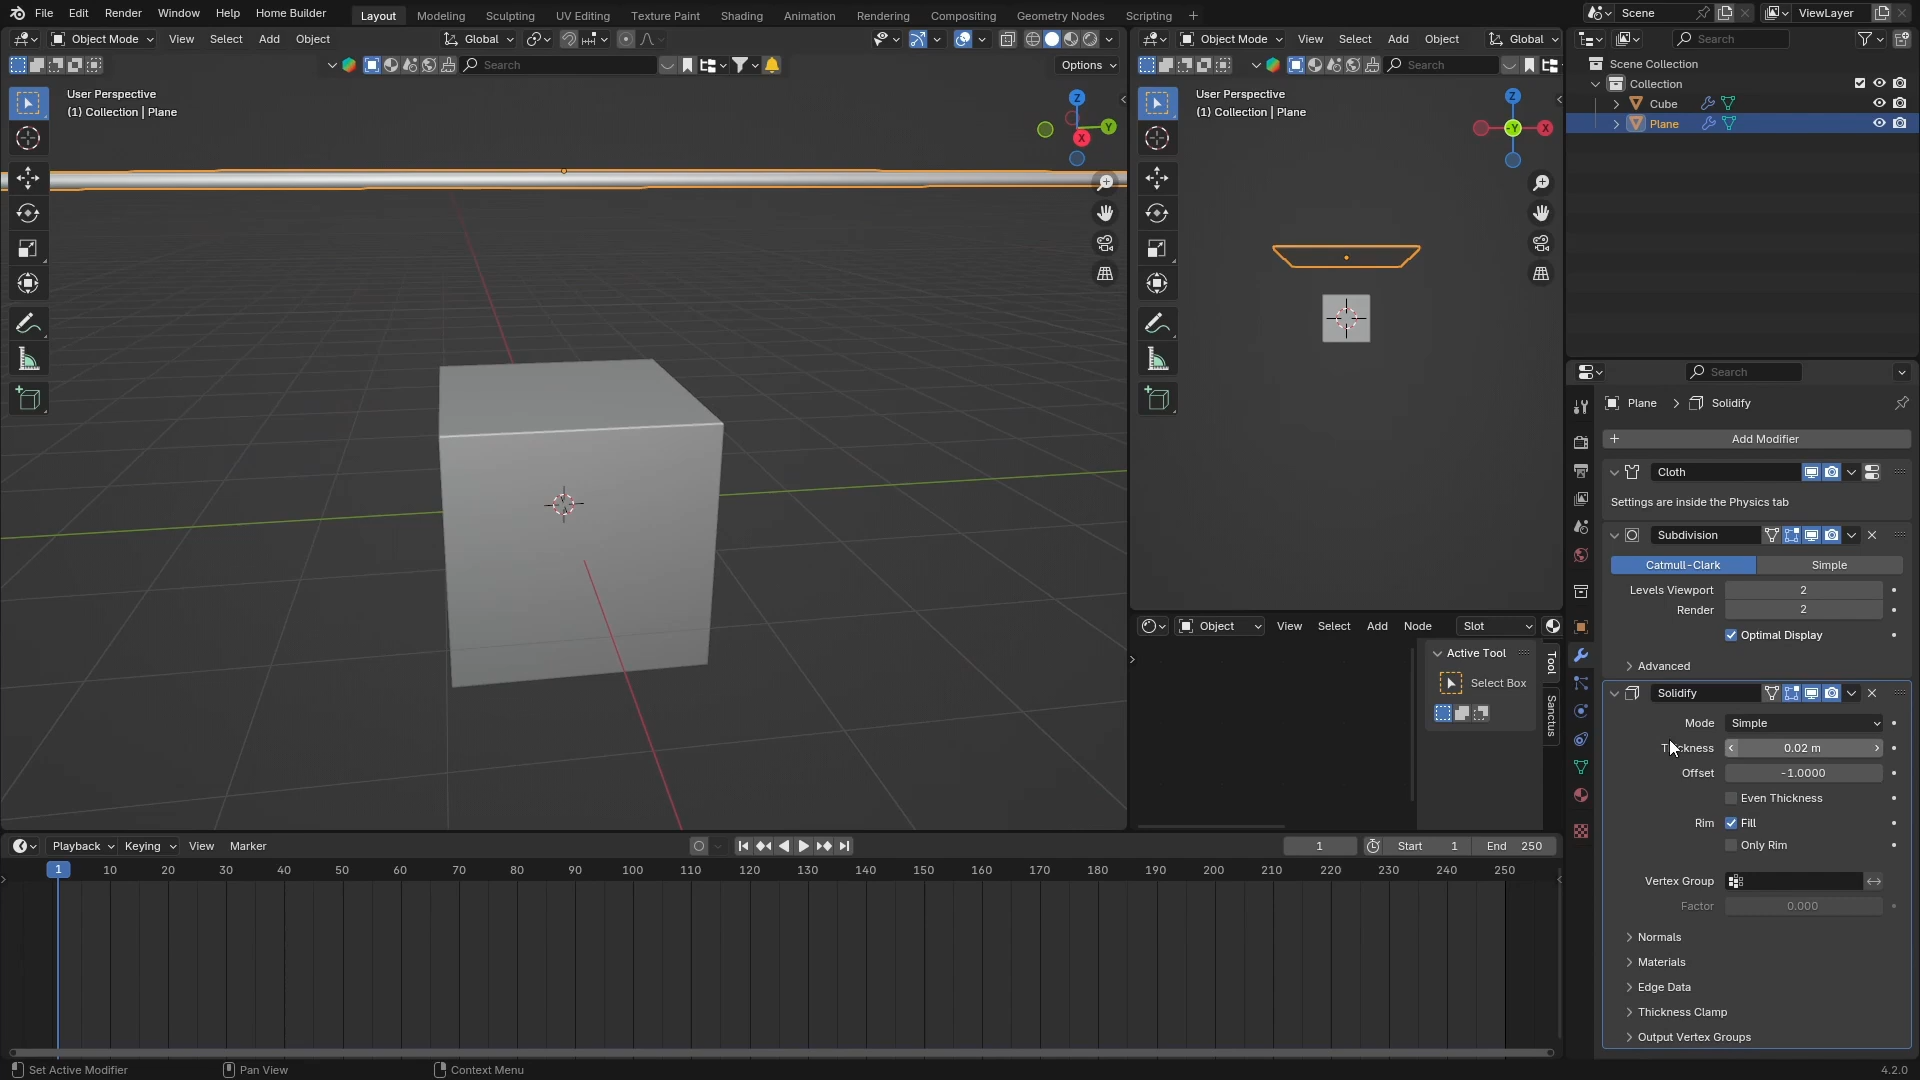 File Edit Render Window Help Home Builder Layout Modeling Sculpting UV Editing Texture Paint Shading Animation Rendering Compositing Geometry Nodes Scripting + Scene ViewLayer
Object Mode View Select Add Object Global
Object Mode View Select Add Object Global
Search
Search Options
Search
User Perspective
(1) Collection | Plane
Z
Y
X
User Perspective
(1) Collection | Plane
Z
-Y
X
Scene Collection
Collection
Cube
Plane
Search
Plane > Solidify
+ Add Modifier
Cloth
Settings are inside the Physics tab
Subdivision
Catmull-Clark Simple
Levels Viewport 2
Render 2
Optimal Display
Advanced
Solidify
Mode Simple
Thickness 0.02 m
Offset -1.0000
Even Thickness
Rim Fill
Only Rim
Vertex Group
Factor 0.000
Normals
Materials
Edge Data
Thickness Clamp
Output Vertex Groups
Object View Select Add Node Slot
Active Tool
Select Box
Tool
Sanctus
Playback Keying View Marker 1 Start 1 End 250
1 10 20 30 40 50 60 70 80 90 100 110 120 130 140 150 160 170 180 190 200 210 220 230 240 250
Set Active Modifier Pan View Context Menu 4.2.0